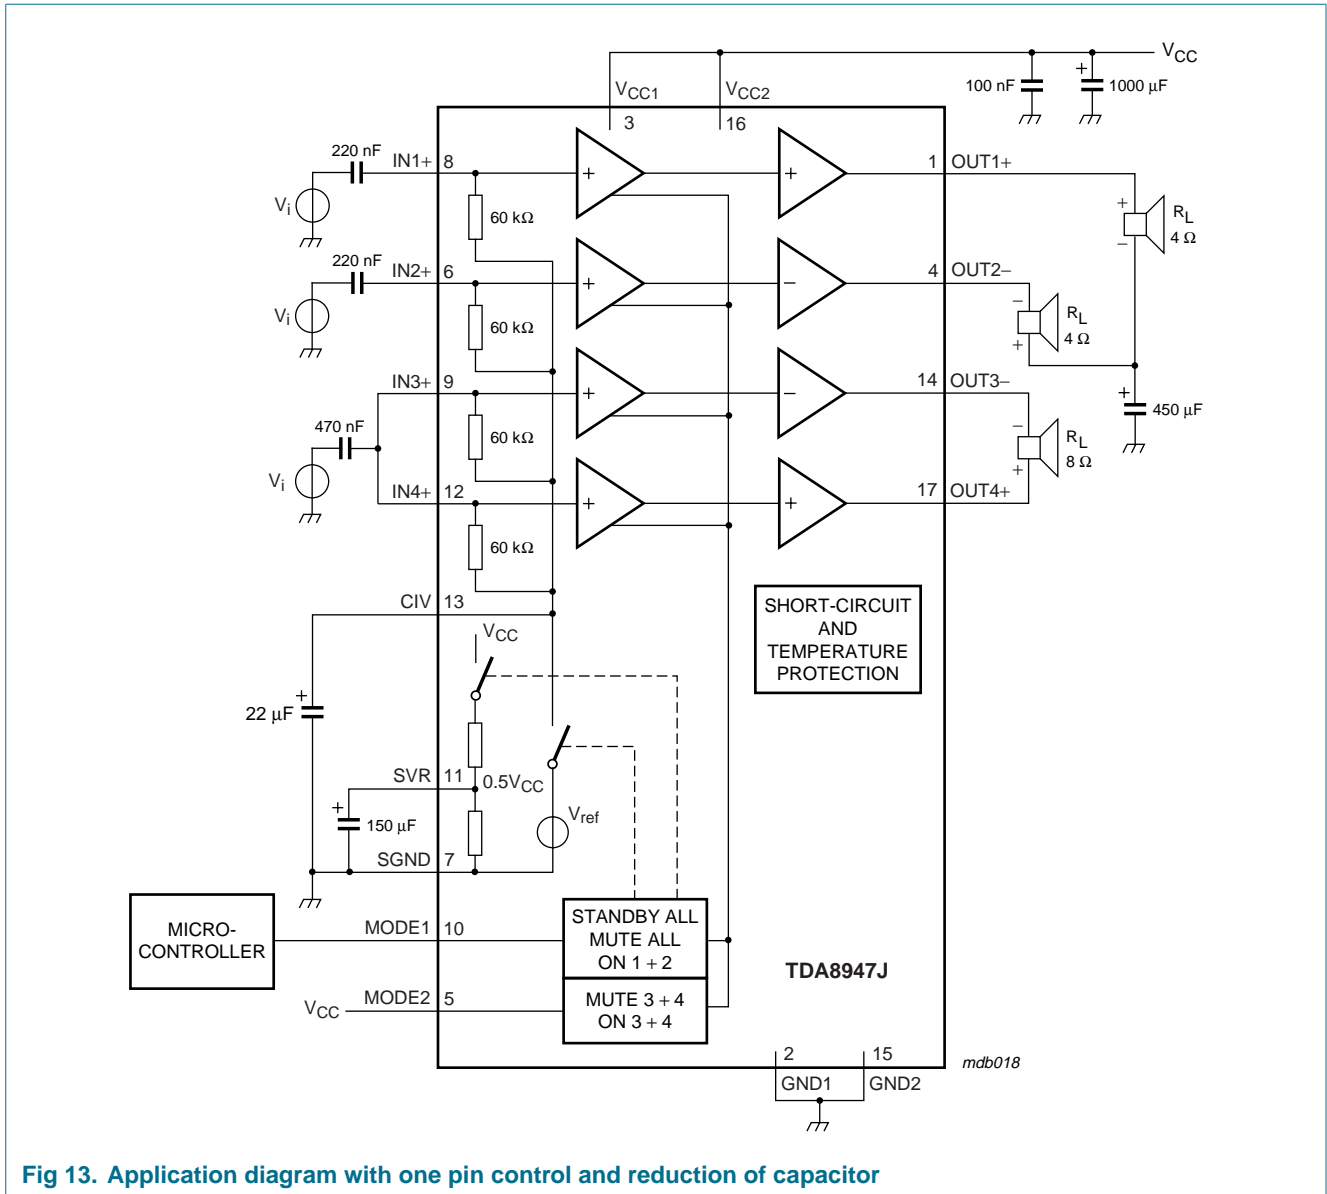 VCC
100 nF
1000 μF
VCC1
VCC2
3
16
220 nF
IN1+
8
1
OUT1+
Vi
60 kΩ
+
+
+
−
RL
4 Ω
220 nF
IN2+
6
4
OUT2−
Vi
60 kΩ
+
−
−
+
RL
4 Ω
IN3+
9
14
OUT3−
470 nF
60 kΩ
+
−
+
450 μF
Vi
−
+
RL
8 Ω
IN4+
12
17
OUT4+
60 kΩ
+
+
CIV
13
SHORT-CIRCUIT
AND
TEMPERATURE
PROTECTION
VCC
+
22 μF
SVR
11
0.5VCC
+
150 μF
Vref
SGND
7
MICRO-
CONTROLLER
MODE1
10
STANDBY ALL
MUTE ALL
ON 1 + 2
TDA8947J
VCC
MODE2
5
MUTE 3 + 4
ON 3 + 4
2
15
GND1
GND2
mdb018
Fig 13. Application diagram with one pin control and reduction of capacitor